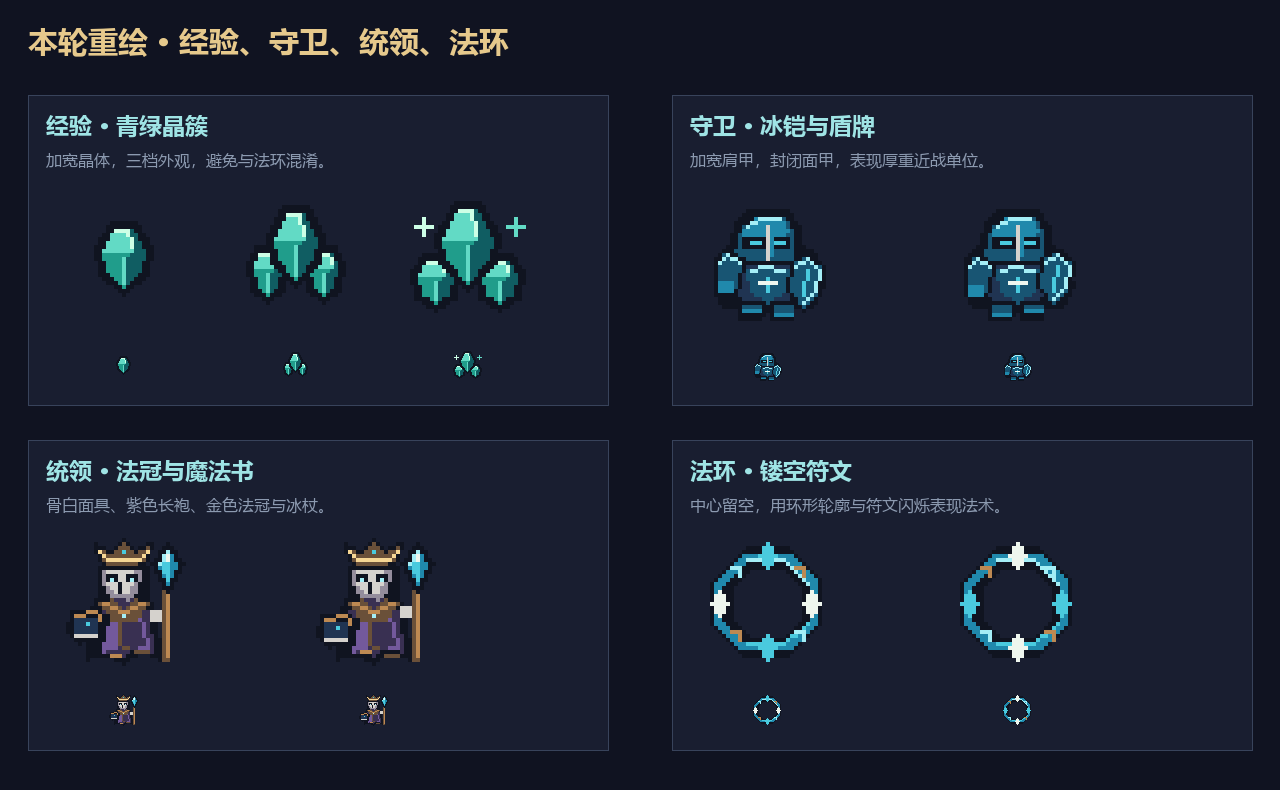 本轮重绘·经验、守卫、统领、法环
经验·青绿晶簇
加宽晶体，三档外观，避免与法环混淆。
守卫·冰铠与盾牌
加宽肩甲，封闭面甲，表现厚重近战单位。
统领·法冠与魔法书
骨白面具、紫色长袍、金色法冠与冰杖。
法环·镂空符文
中心留空，用环形轮廓与符文闪烁表现法术。